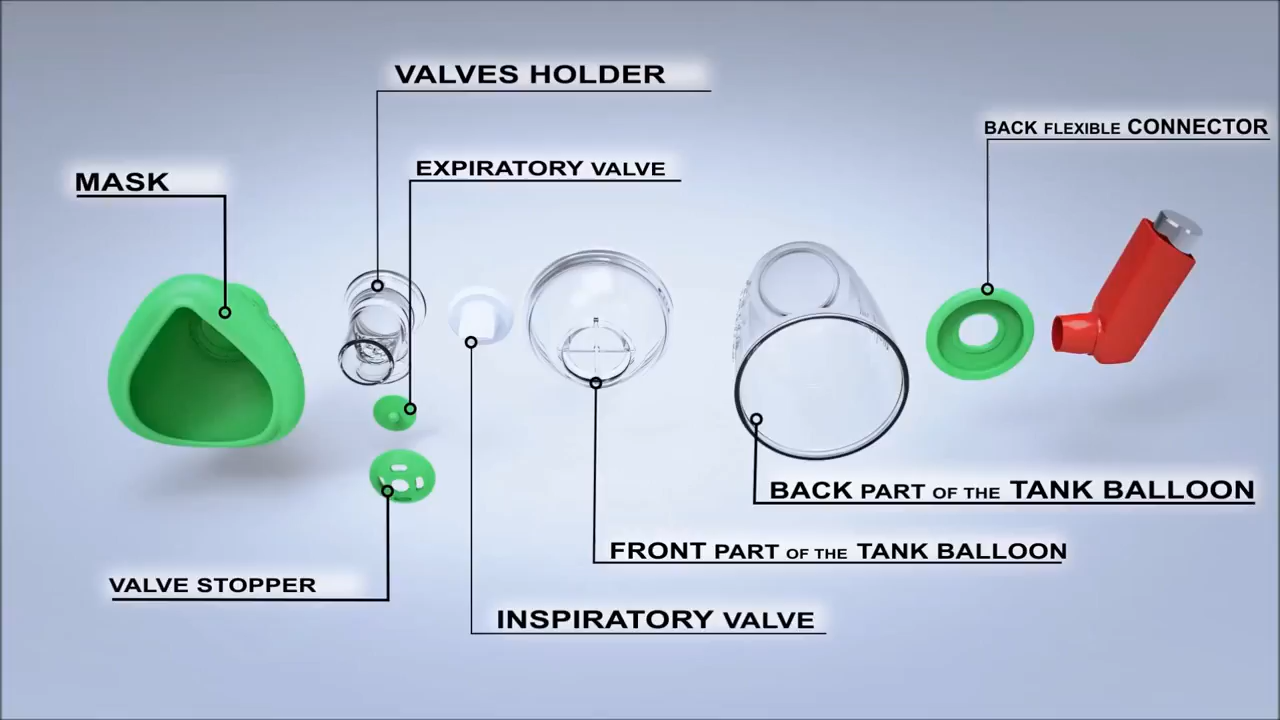 VALVES HOLDER
BACK FLEXIBLE CONNECTOR
EXPIRATORY VALVE
MASK
BACK PART OF THE TANK BALLOON
FRONT PART OF THE TANK BALLOON
VALVE STOPPER
INSPIRATORY VALVE